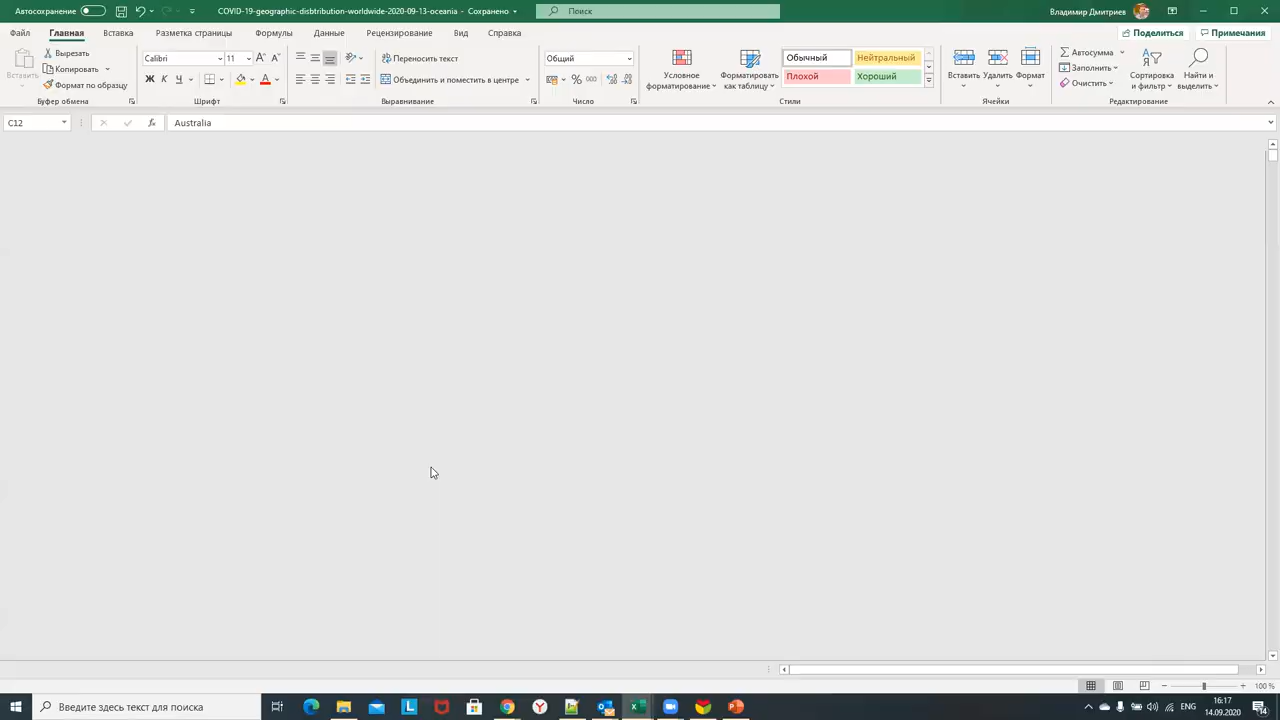 Автосохранение
COVID-19-geographic-disbtribution-worldwide-2020-09-13-oceania - Сохранено
Поиск
Владимир Дмитриев
Файл Главная Вставка Разметка страницы Формулы Данные Рецензирование Вид Справка
Поделиться Примечания
Вставить
Вырезать
Копировать
Формат по образцу
Буфер обмена
Calibri 11
Ж К Ч
Шрифт
Переносить текст
Объединить и поместить в центре
Выравнивание
Общий
% 000
Число
Условное
форматирование
Форматировать
как таблицу
Обычный Нейтральный
Плохой Хороший
Стили
Вставить Удалить Формат
Ячейки
Автосумма
Заполнить
Очистить
Сортировка
и фильтр
Найти и
выделить
Редактирование
C12 fx Australia
100 %
Введите здесь текст для поиска
ENG
16:17
14.09.2020
14